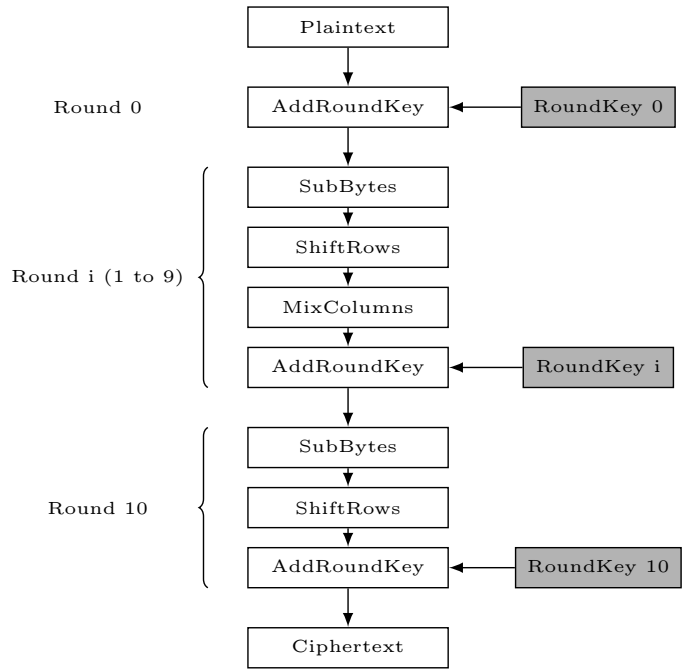 Plaintext
Round 0
AddRoundKey
RoundKey 0
SubBytes
ShiftRows
Round i (1 to 9)
MixColumns
AddRoundKey
RoundKey i
SubBytes
Round 10
ShiftRows
AddRoundKey
RoundKey 10
Ciphertext